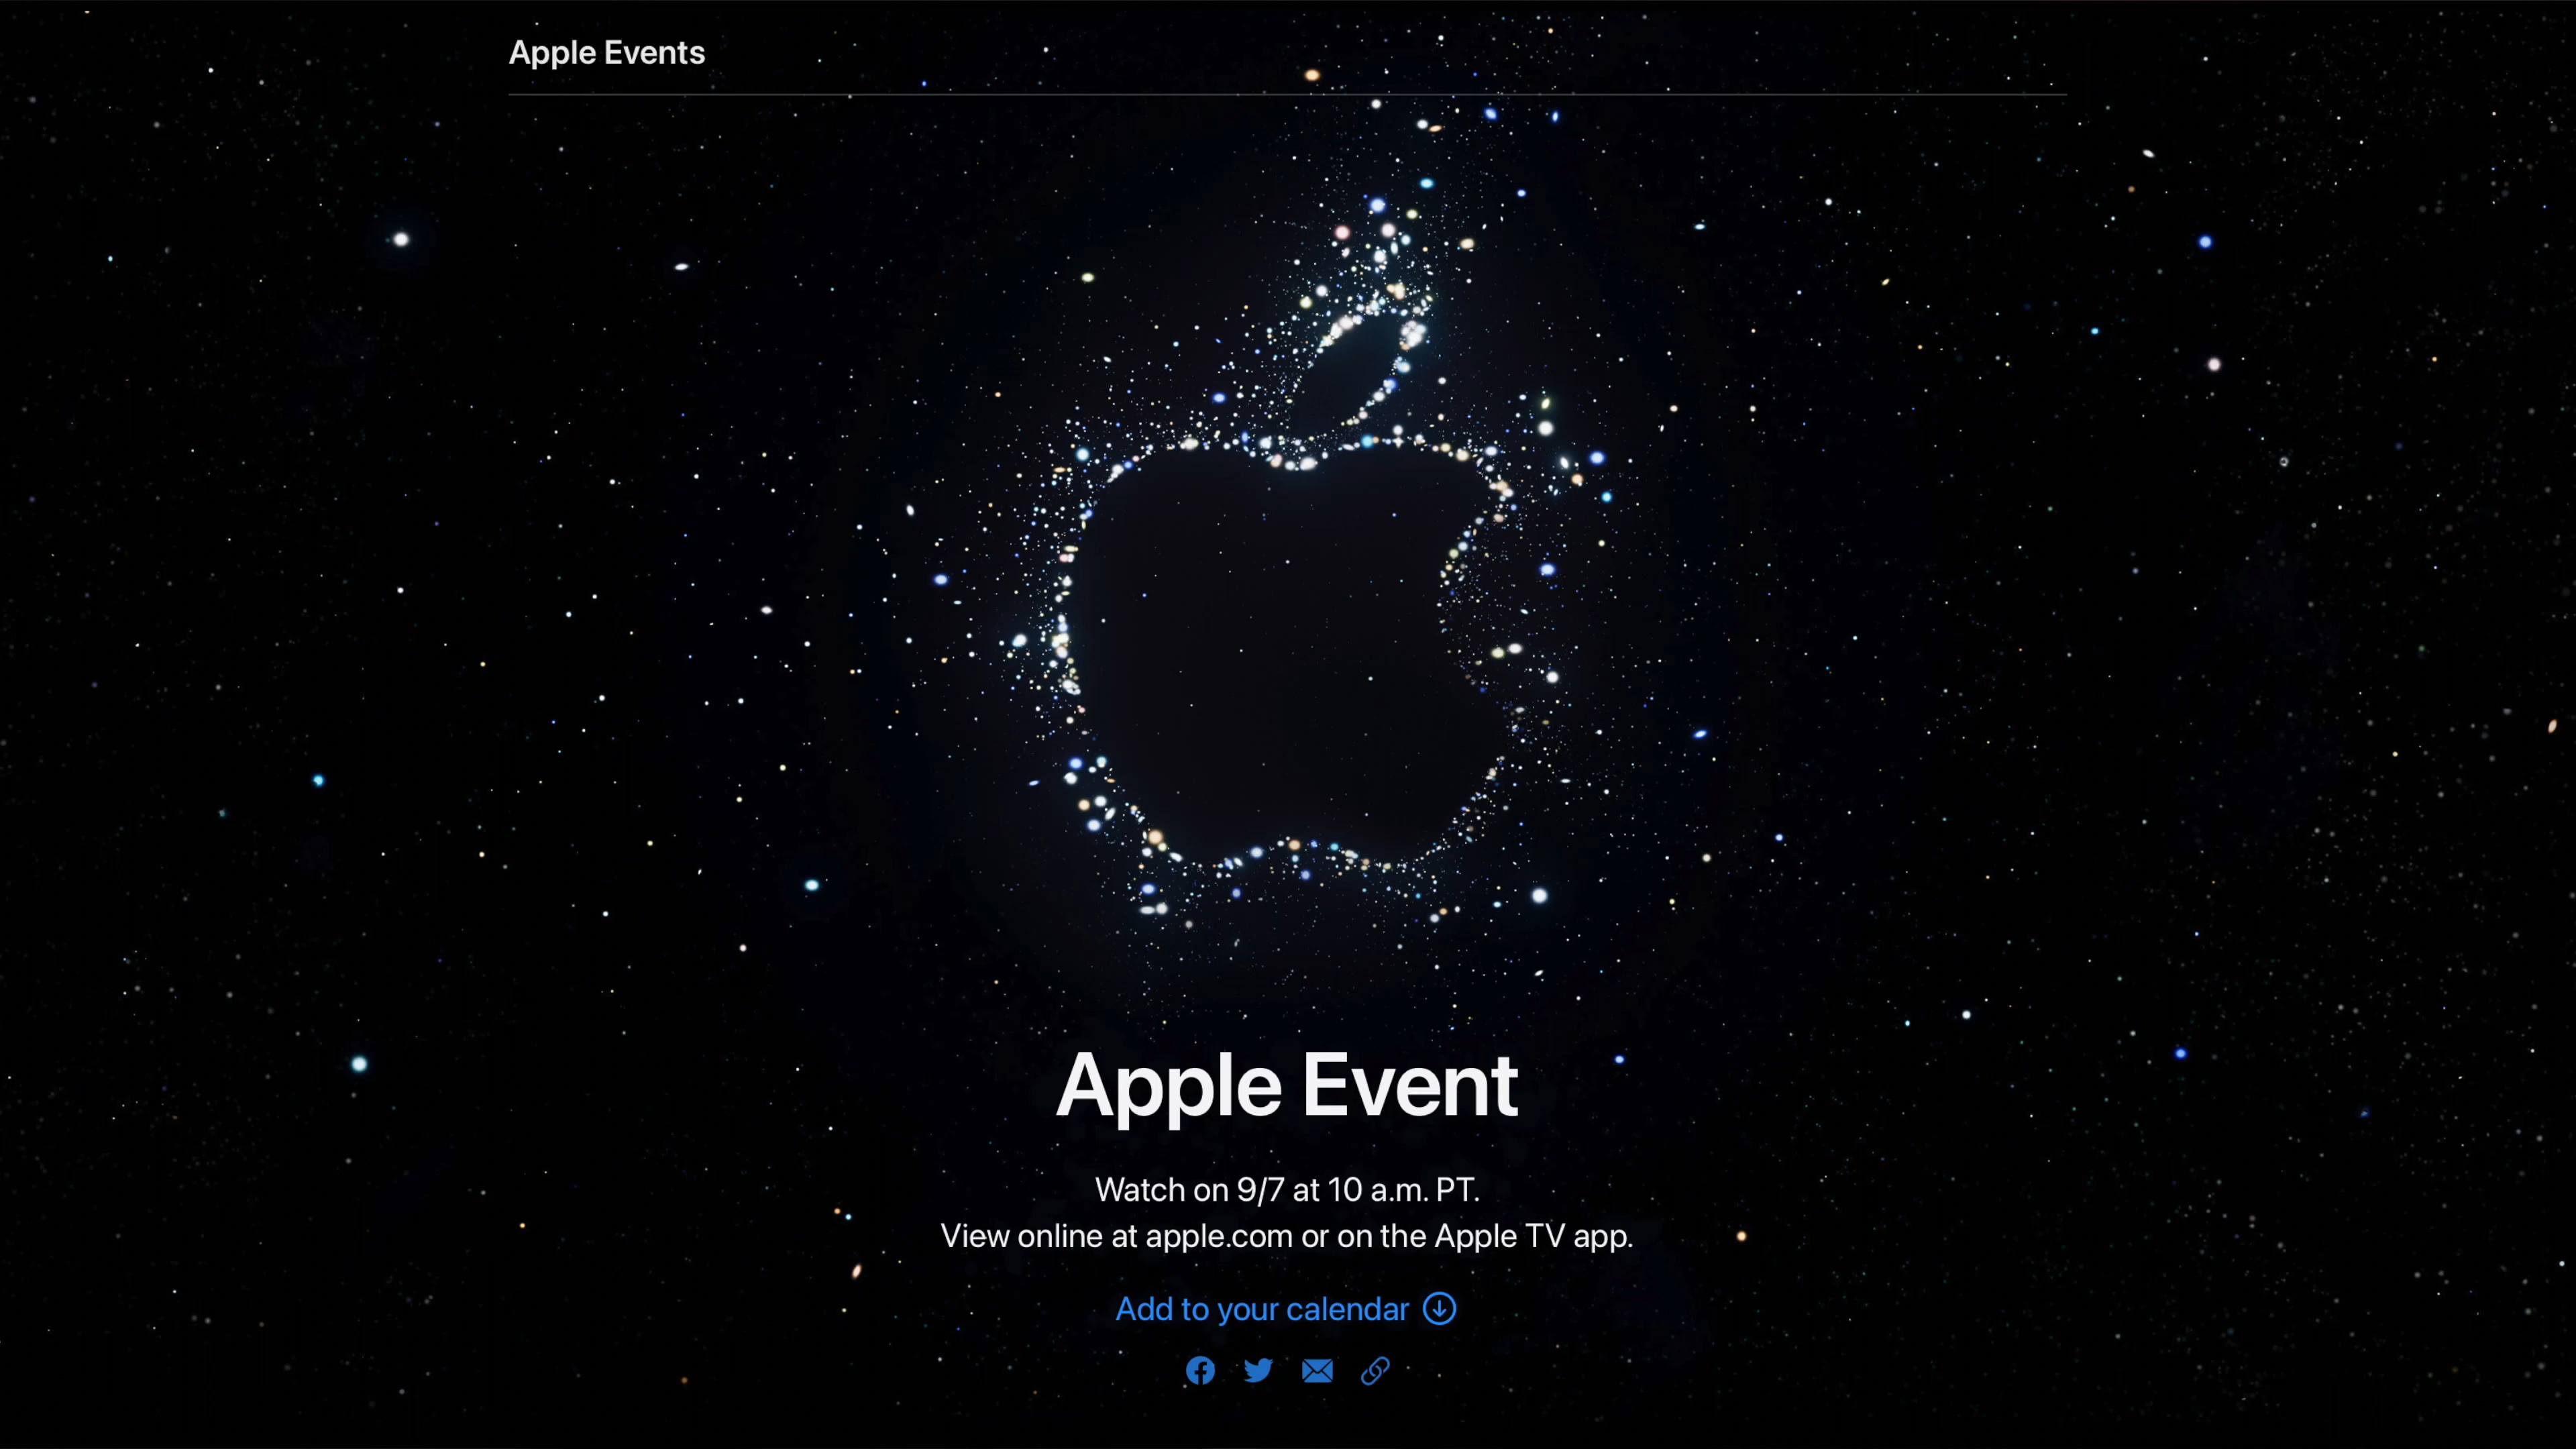 Apple Events
Apple Event
Watch on 9/7 at 10 a.m. PT.
View online at apple.com or on the Apple TV app.
Add to your calendar